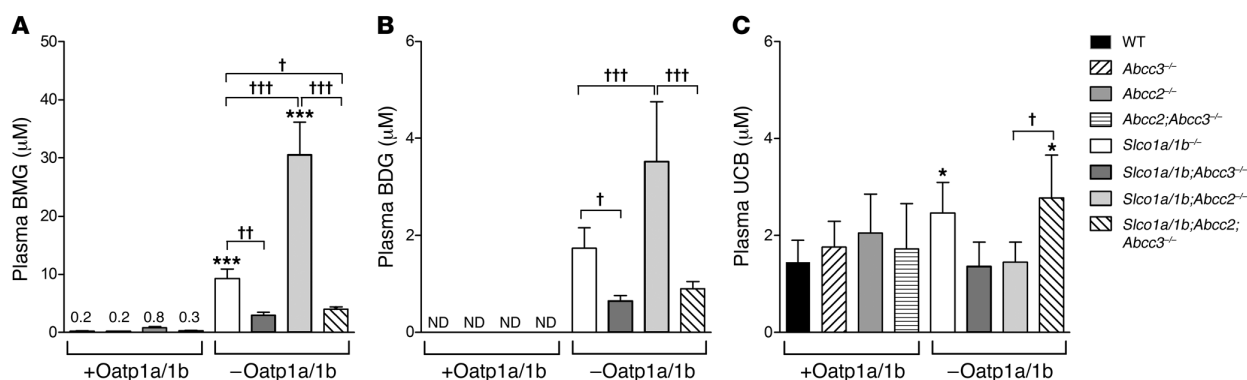 A
Plasma BMG (μM)
50
40
30
20
10
0
0.2 0.2 0.8 0.3
***
††
***
†††
†††
†
+Oatp1a/1b
–Oatp1a/1b
B
Plasma BDG (μM)
6
4
2
0
ND ND ND ND
†
†††
†††
+Oatp1a/1b
–Oatp1a/1b
C
Plasma UCB (μM)
6
4
2
0
*
†
*
+Oatp1a/1b
–Oatp1a/1b
WT
Abcc3–/–
Abcc2–/–
Abcc2;Abcc3–/–
Slco1a/1b–/–
Slco1a/1b;Abcc3–/–
Slco1a/1b;Abcc2–/–
Slco1a/1b;Abcc2;
Abcc3–/–